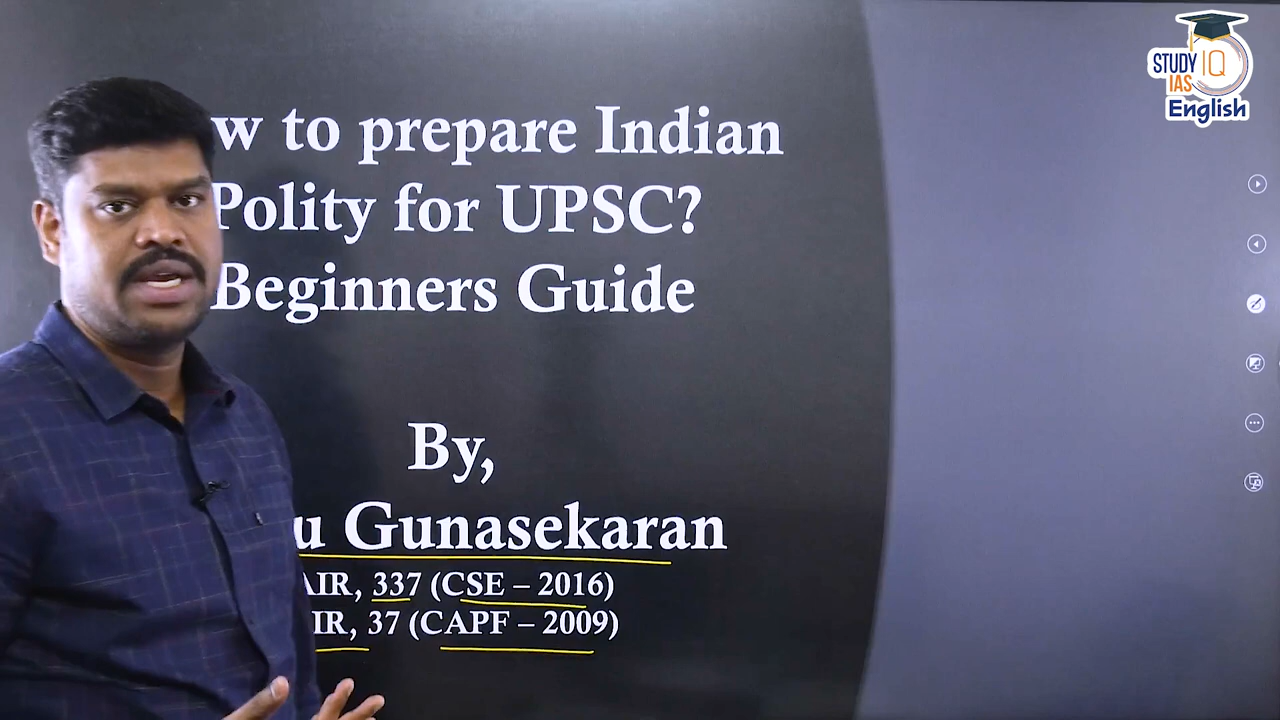 to prepare Indian
Polity for UPSC?
Beginners Guide
By,
Gunasekaran
AIR, 337 (CSE – 2016)
37 (CAPF – 2009)
STUDY IQ
IAS
English